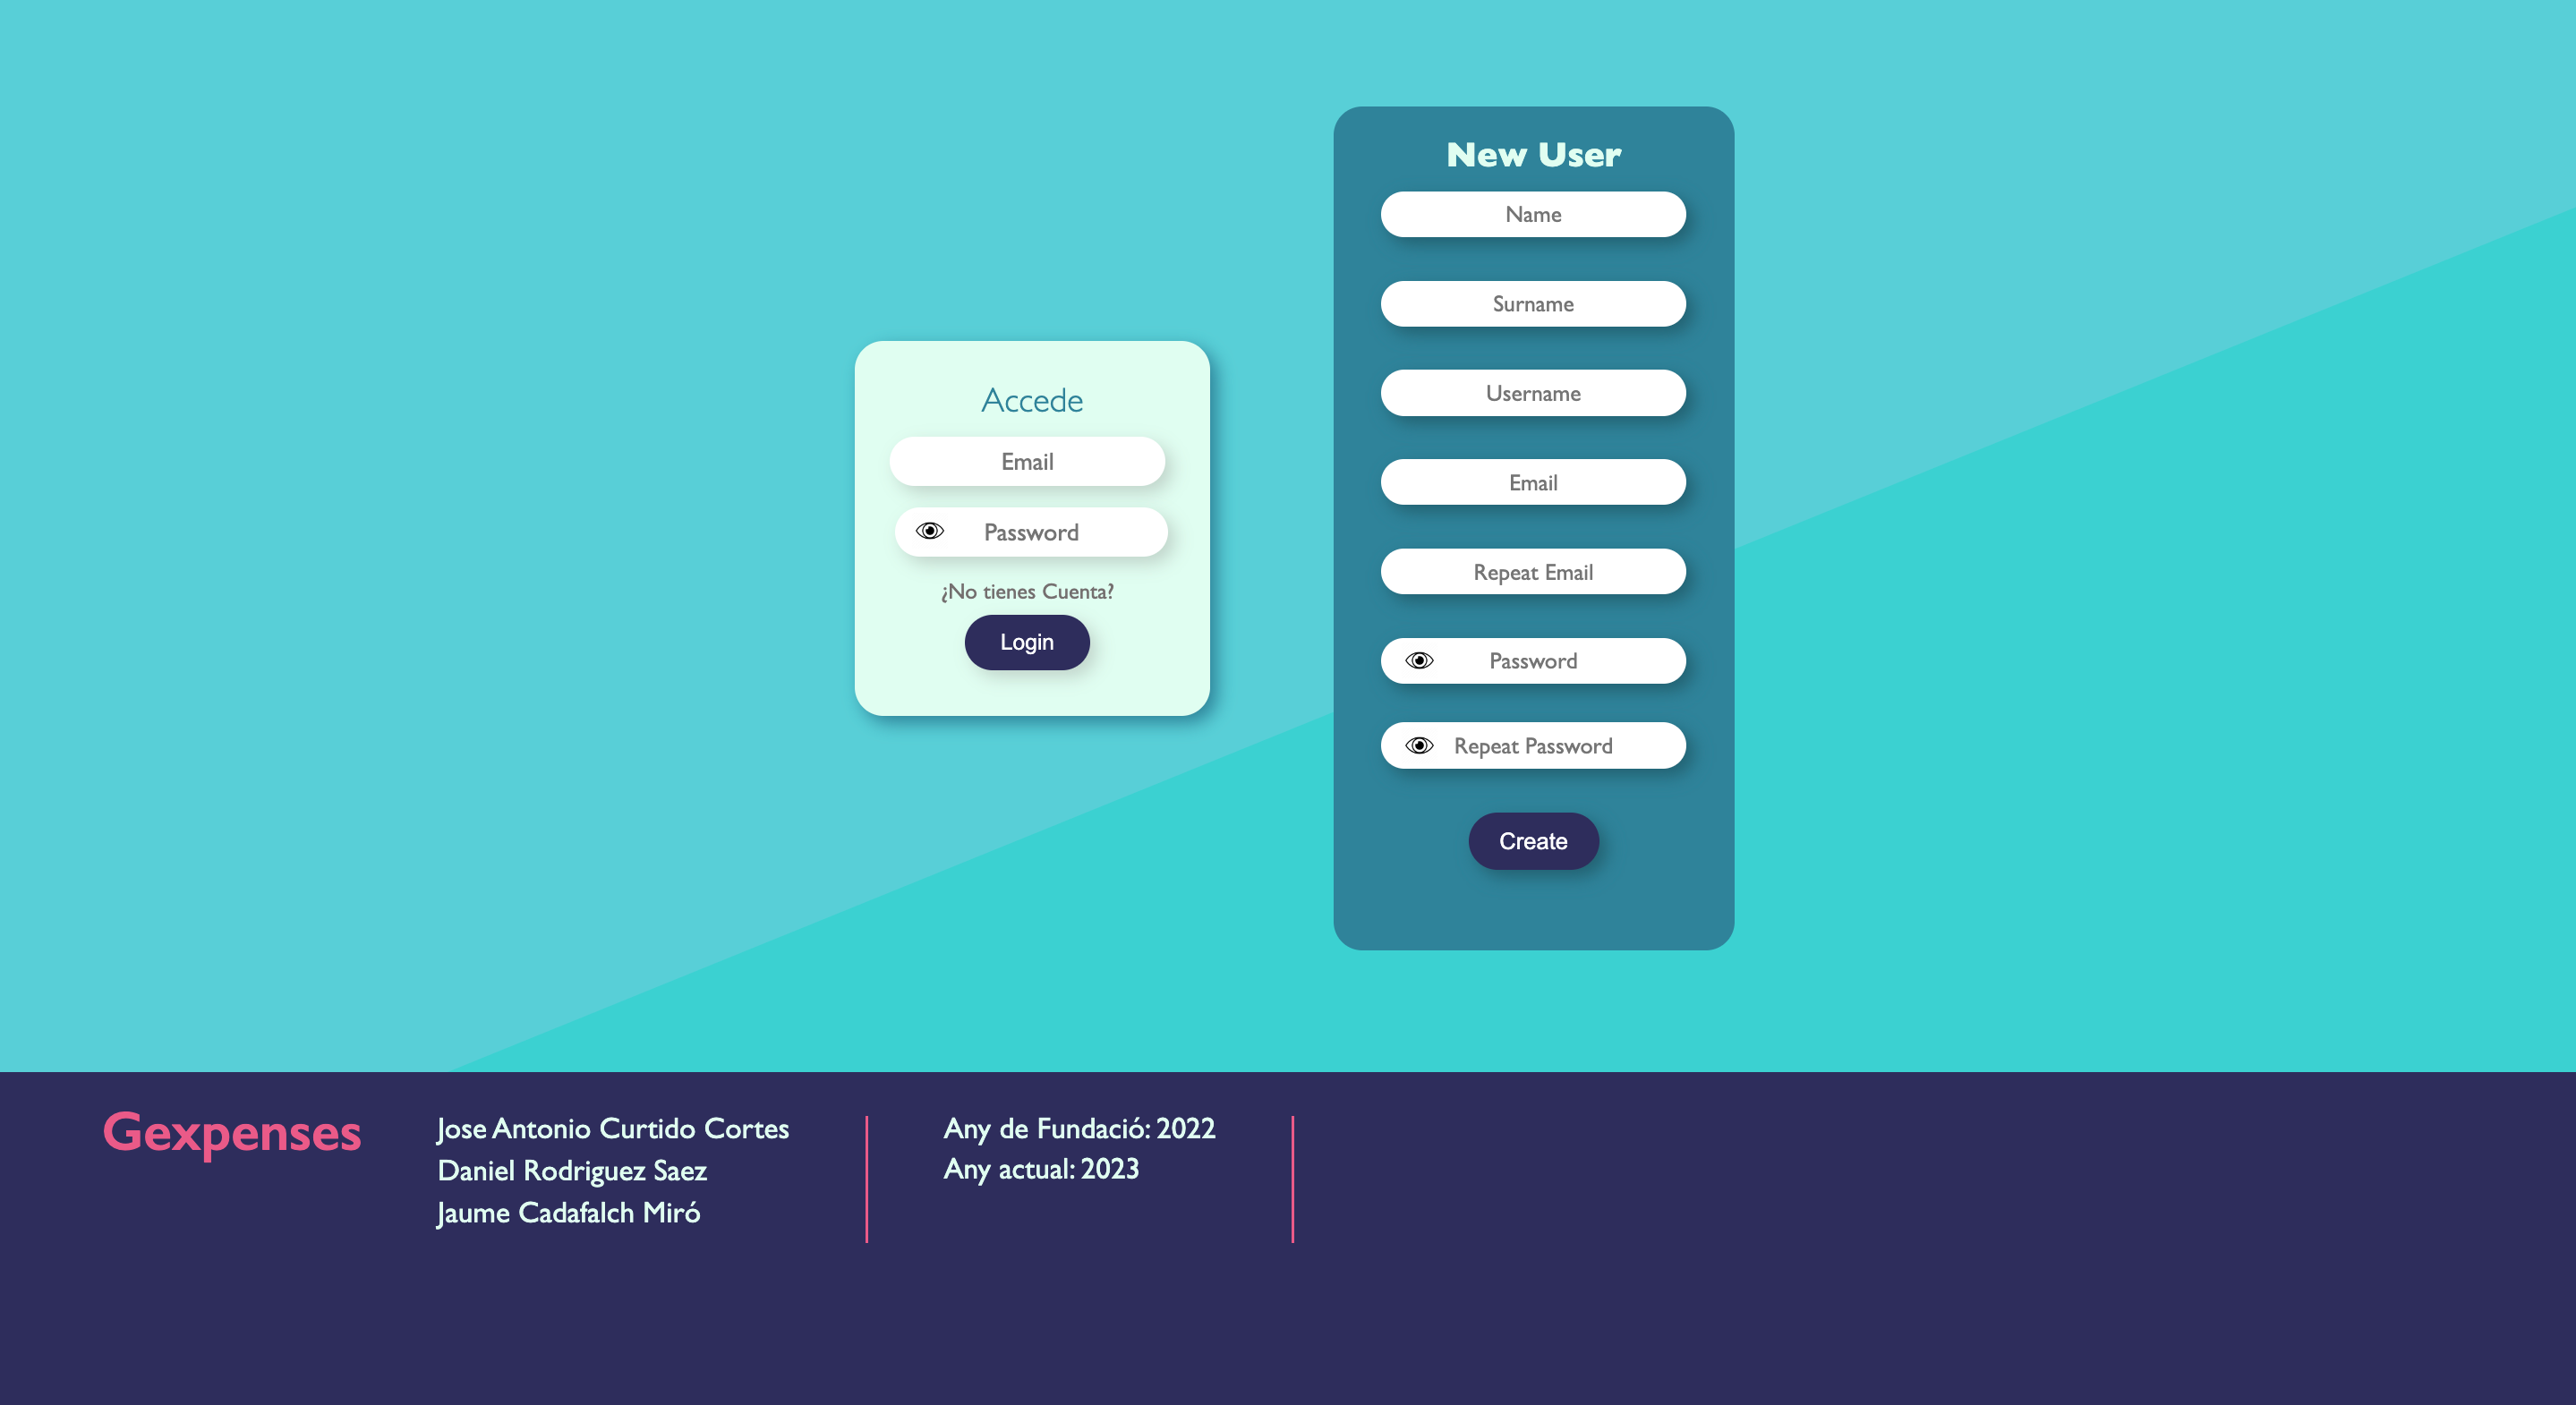 Accede
Email
Password
¿No tienes Cuenta?
Login
New User
Name
Surname
Username
Email
Repeat Email
Password
Repeat Password
Create
Gexpenses
Jose Antonio Curtido Cortes
Daniel Rodriguez Saez
Jaume Cadafalch Miró
Any de Fundació: 2022
Any actual: 2023